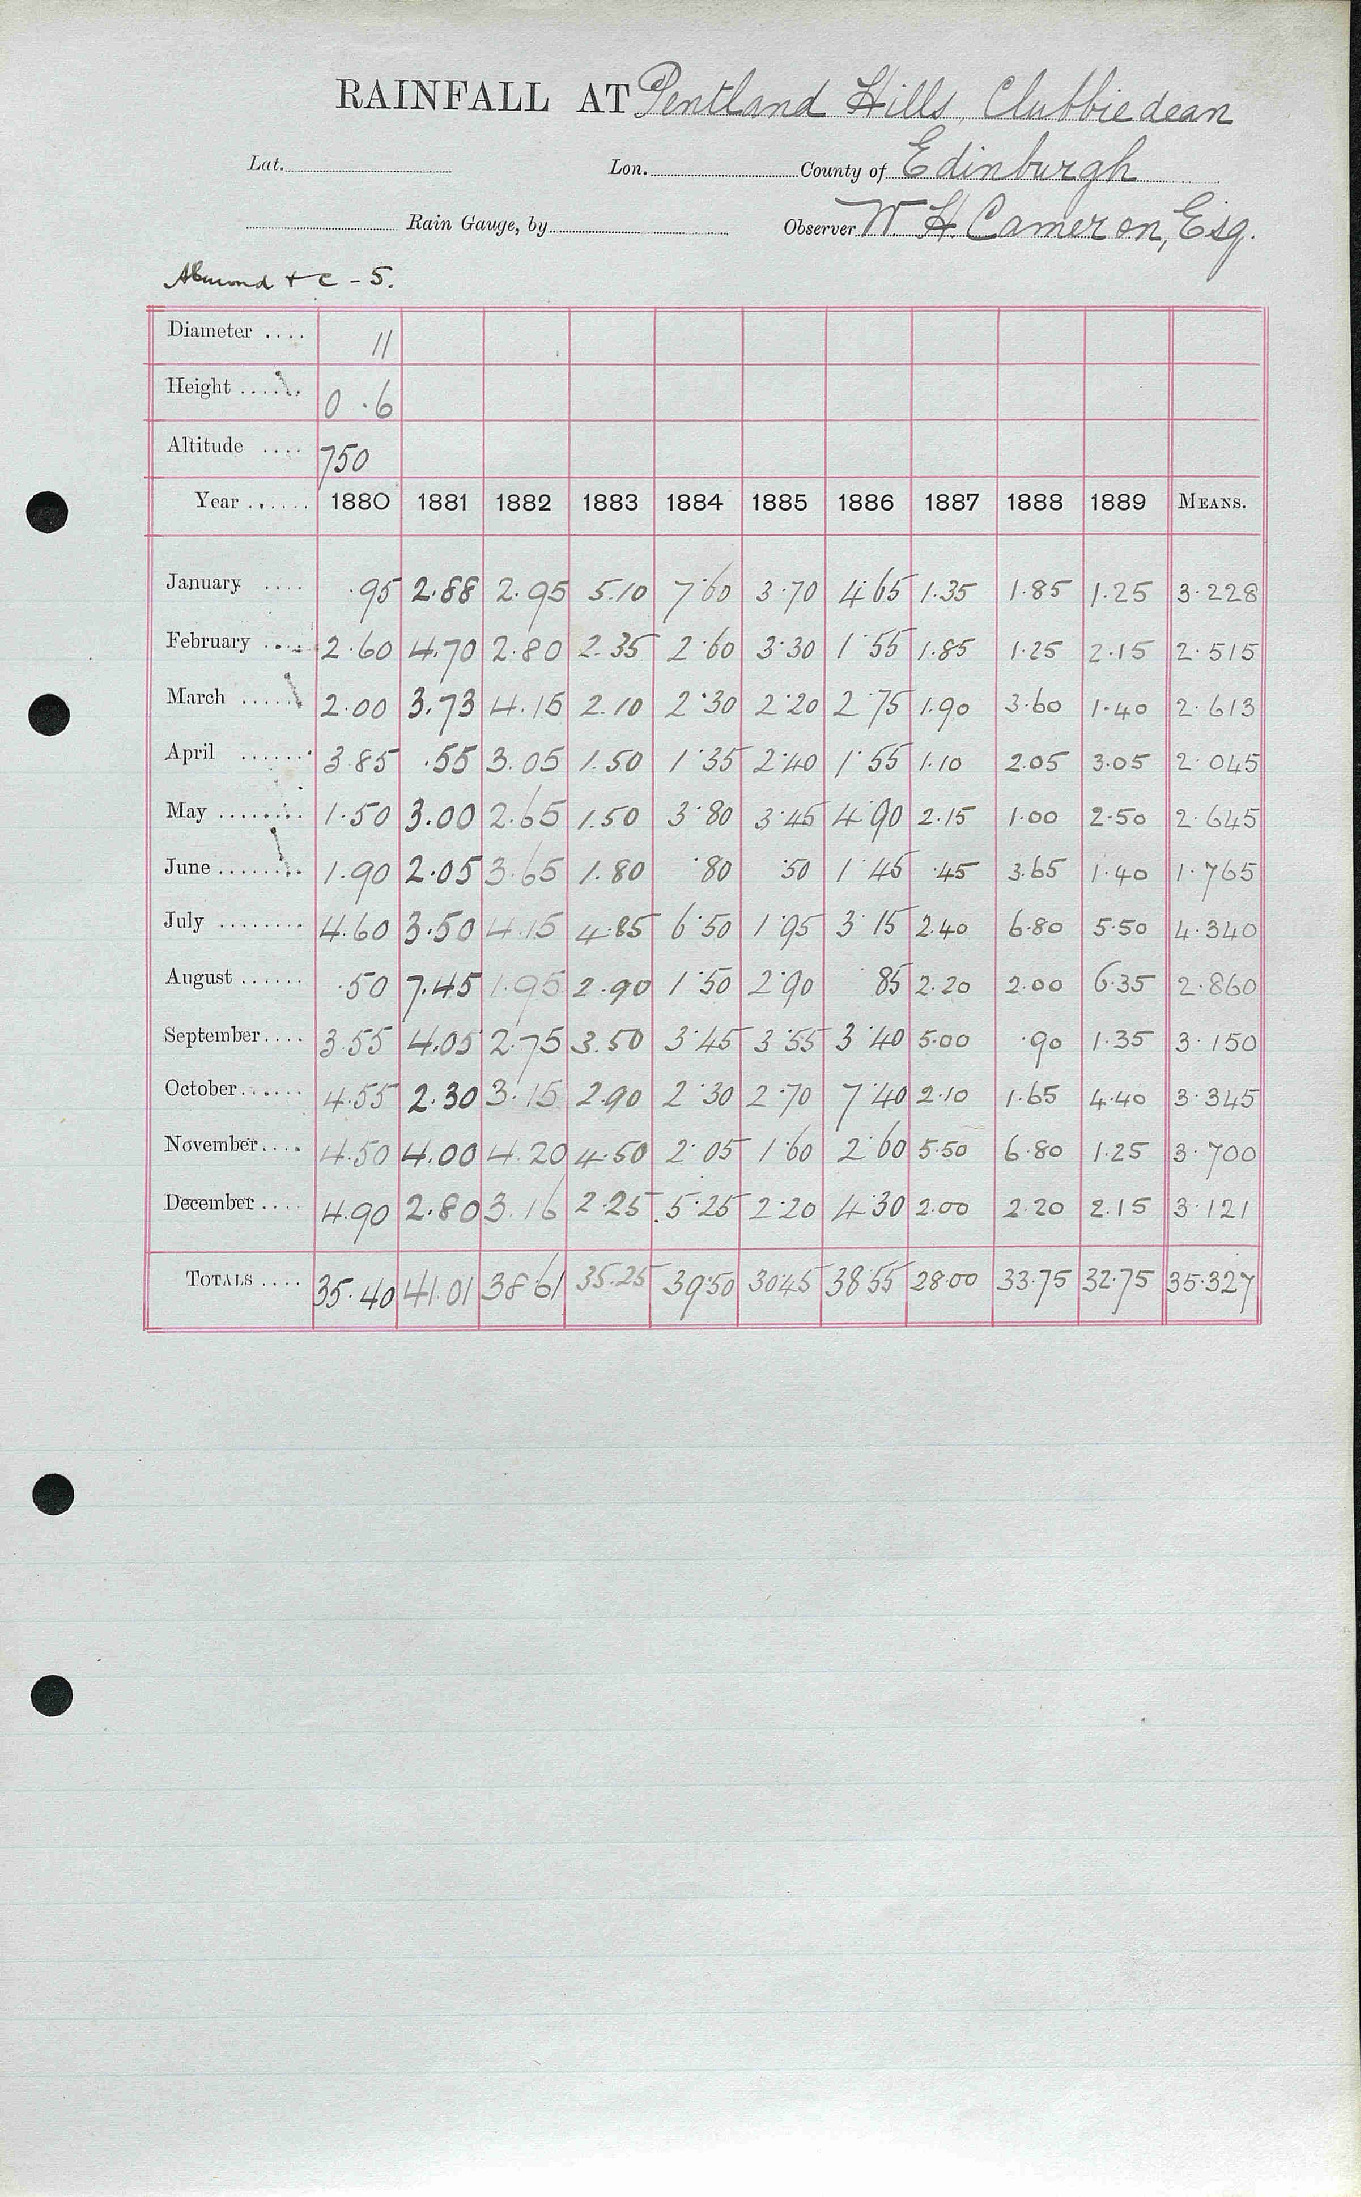 RAINFALL AT Pentland Hills, Clubbiedean
Lat. Lon. County of Edinburgh
Rain Gauge, by Observer W H. Cameron, Esq.
Almond & C - 5.
Diameter .... 11
Height .... 0 .6
Altitude .... 750
Year ...... 1880 1881 1882 1883 1884 1885 1886 1887 1888 1889 MEANS.
January .... .95 2.88 2.95 5.10 7.60 3.70 4.65 1.35 1.85 1.25 3.228
February .... 2.60 4.70 2.80 2.35 2.60 3.30 1.55 1.85 1.25 2.15 2.515
March ..... 2.00 3.73 4.15 2.10 2.30 2.20 2.75 1.90 3.60 1.40 2.613
April ...... 3.85 .55 3.05 1.50 1.35 2.40 1.55 1.10 2.05 3.05 2.045
May ........ 1.50 3.00 2.65 1.50 3.80 3.45 4.90 2.15 1.00 2.50 2.645
June ........ 1.90 2.05 3.65 1.80 .80 .50 1.45 .45 3.65 1.40 1.765
July ........ 4.60 3.50 4.15 4.85 6.50 1.95 3.15 2.40 6.80 5.50 4.340
August ...... .50 7.45 1.95 2.90 1.50 2.90 .85 2.20 2.00 6.35 2.860
September .... 3.55 4.05 2.75 3.50 3.45 3.55 3.40 5.00 .90 1.35 3.150
October ...... 4.55 2.30 3.15 2.90 2.30 2.70 7.40 2.10 1.65 4.40 3.345
November .... 4.50 4.00 4.20 4.50 2.05 1.60 2.60 5.50 6.80 1.25 3.700
December .... 4.90 2.80 3.16 2.25 5.25 2.20 4.30 2.00 2.20 2.15 3.121
TOTALS .... 35.40 41.01 38.61 35.25 39.50 30.45 38.55 28.00 33.75 32.75 35.327